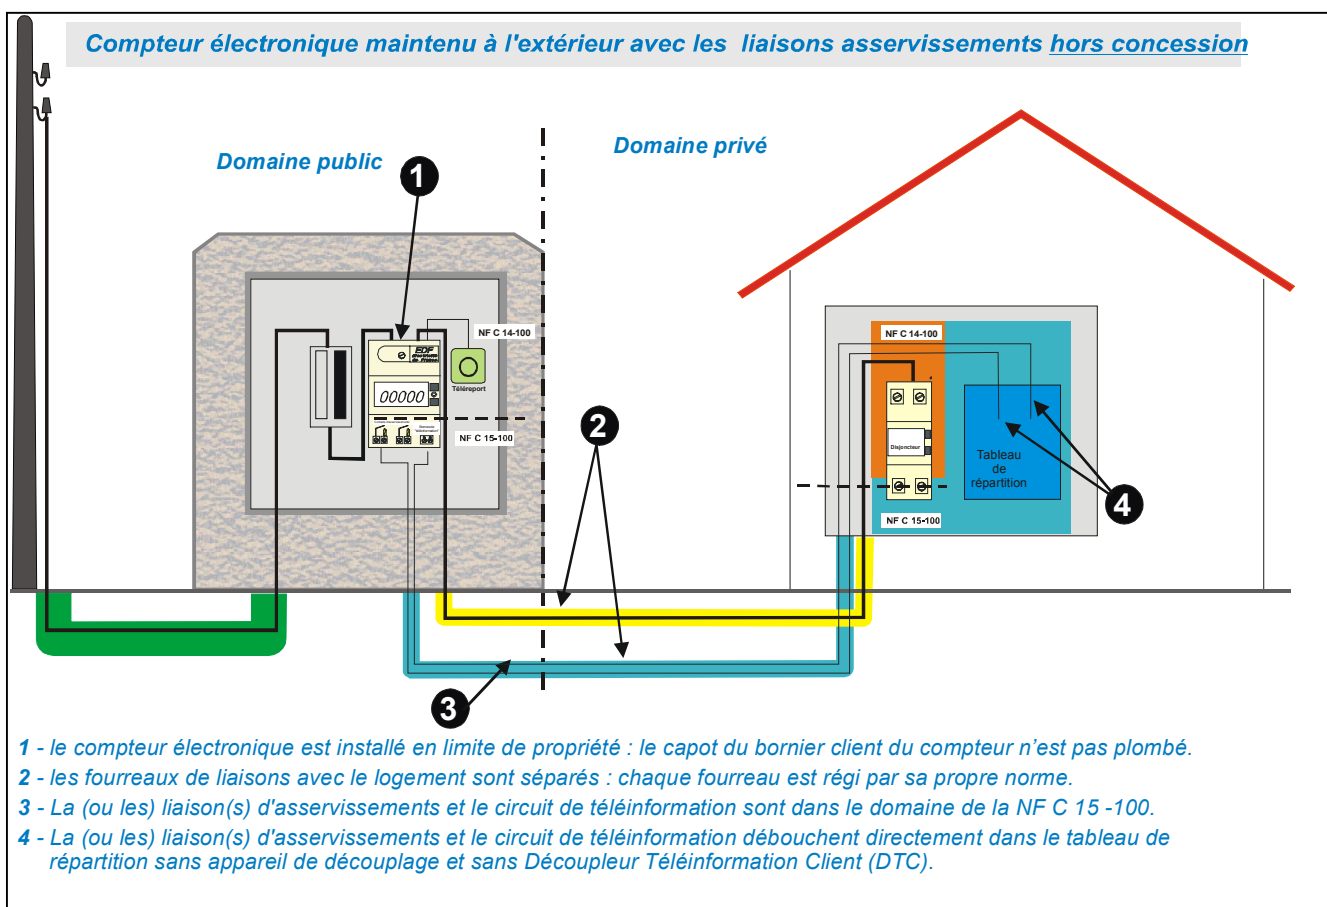 Compteur électronique maintenu à l'extérieur avec les liaisons asservissements hors concession
Domaine public
Domaine privé
1
NF C 14-100
EDF
Electricité
de France
Téléreport
00000
NF C 15-100
2
3
NF C 14-100
Disjoncteur
Tableau
de
répartition
NF C 15-100
4
1 - le compteur électronique est installé en limite de propriété : le capot du bornier client du compteur n’est pas plombé.
2 - les fourreaux de liaisons avec le logement sont séparés : chaque fourreau est régi par sa propre norme.
3 - La (ou les) liaison(s) d'asservissements et le circuit de téléinformation sont dans le domaine de la NF C 15 -100.
4 - La (ou les) liaison(s) d'asservissements et le circuit de téléinformation débouchent directement dans le tableau de
répartition sans appareil de découplage et sans Découpleur Téléinformation Client (DTC).